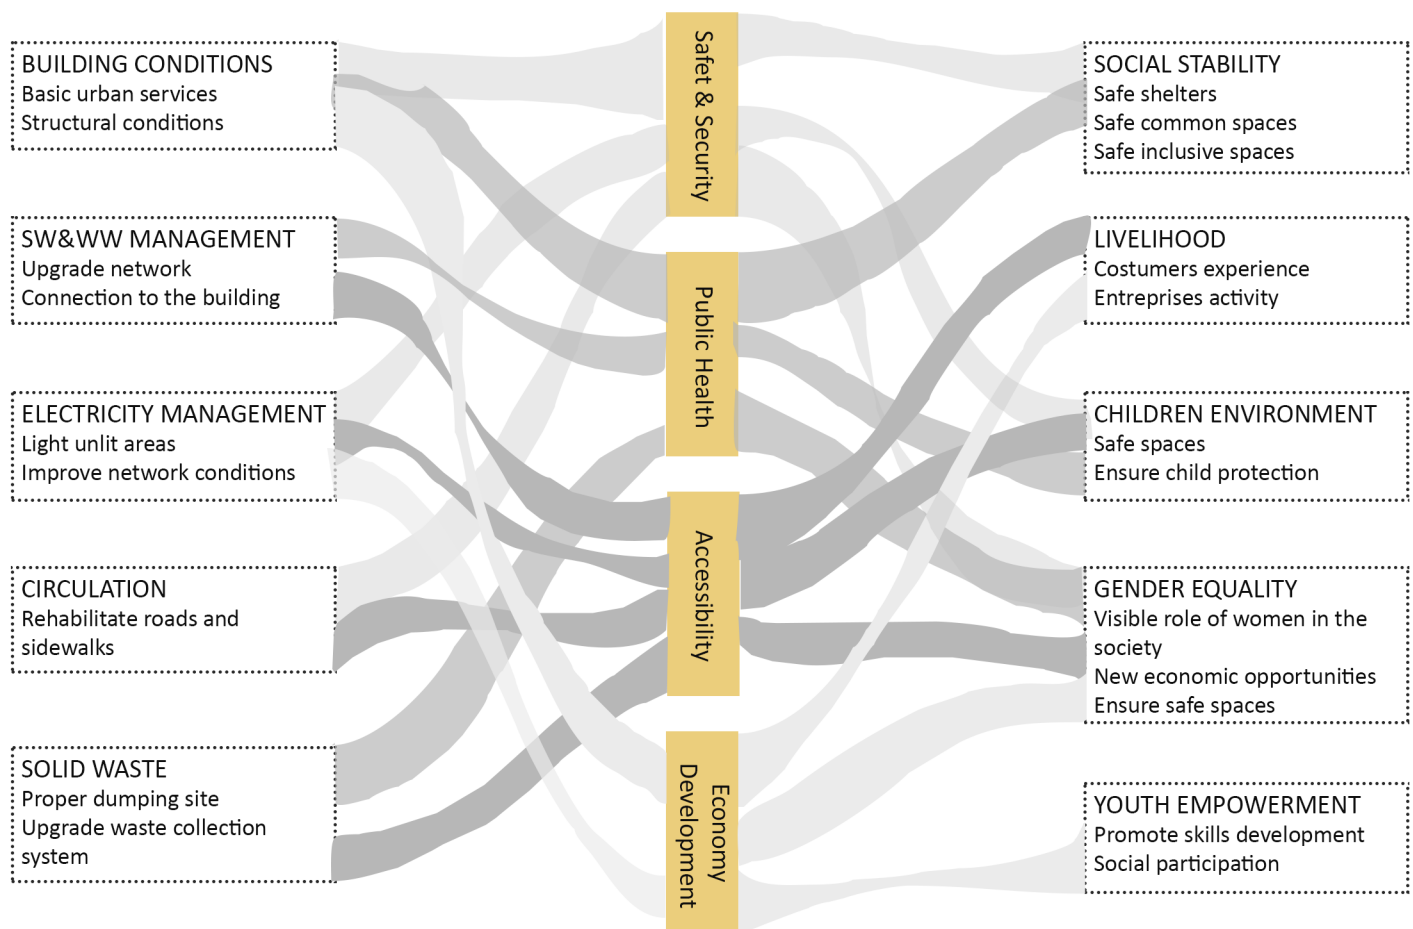 BUILDING CONDITIONS
Basic urban services
Structural conditions
SW&WW MANAGEMENT
Upgrade network
Connection to the building
ELECTRICITY MANAGEMENT
Light unlit areas
Improve network conditions
CIRCULATION
Rehabilitate roads and
sidewalks
SOLID WASTE
Proper dumping site
Upgrade waste collection
system
Safet & Security
Public Health
Accessibility
Economy
Development
SOCIAL STABILITY
Safe shelters
Safe common spaces
Safe inclusive spaces
LIVELIHOOD
Costumers experience
Entreprises activity
CHILDREN ENVIRONMENT
Safe spaces
Ensure child protection
GENDER EQUALITY
Visible role of women in the
society
New economic opportunities
Ensure safe spaces
YOUTH EMPOWERMENT
Promote skills development
Social participation